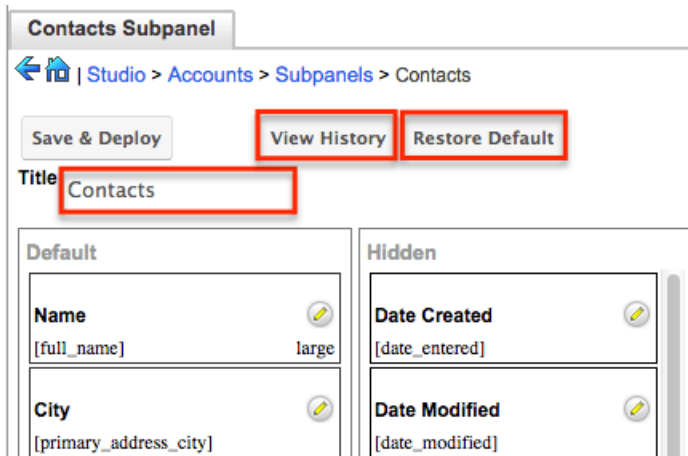 Contacts Subpanel
| Studio > Accounts > Subpanels > Contacts
Save & Deploy View History Restore Default
Title Contacts
Default Hidden
Name Date Created
[full_name] large [date_entered]
City Date Modified
[primary_address_city] [date_modified]